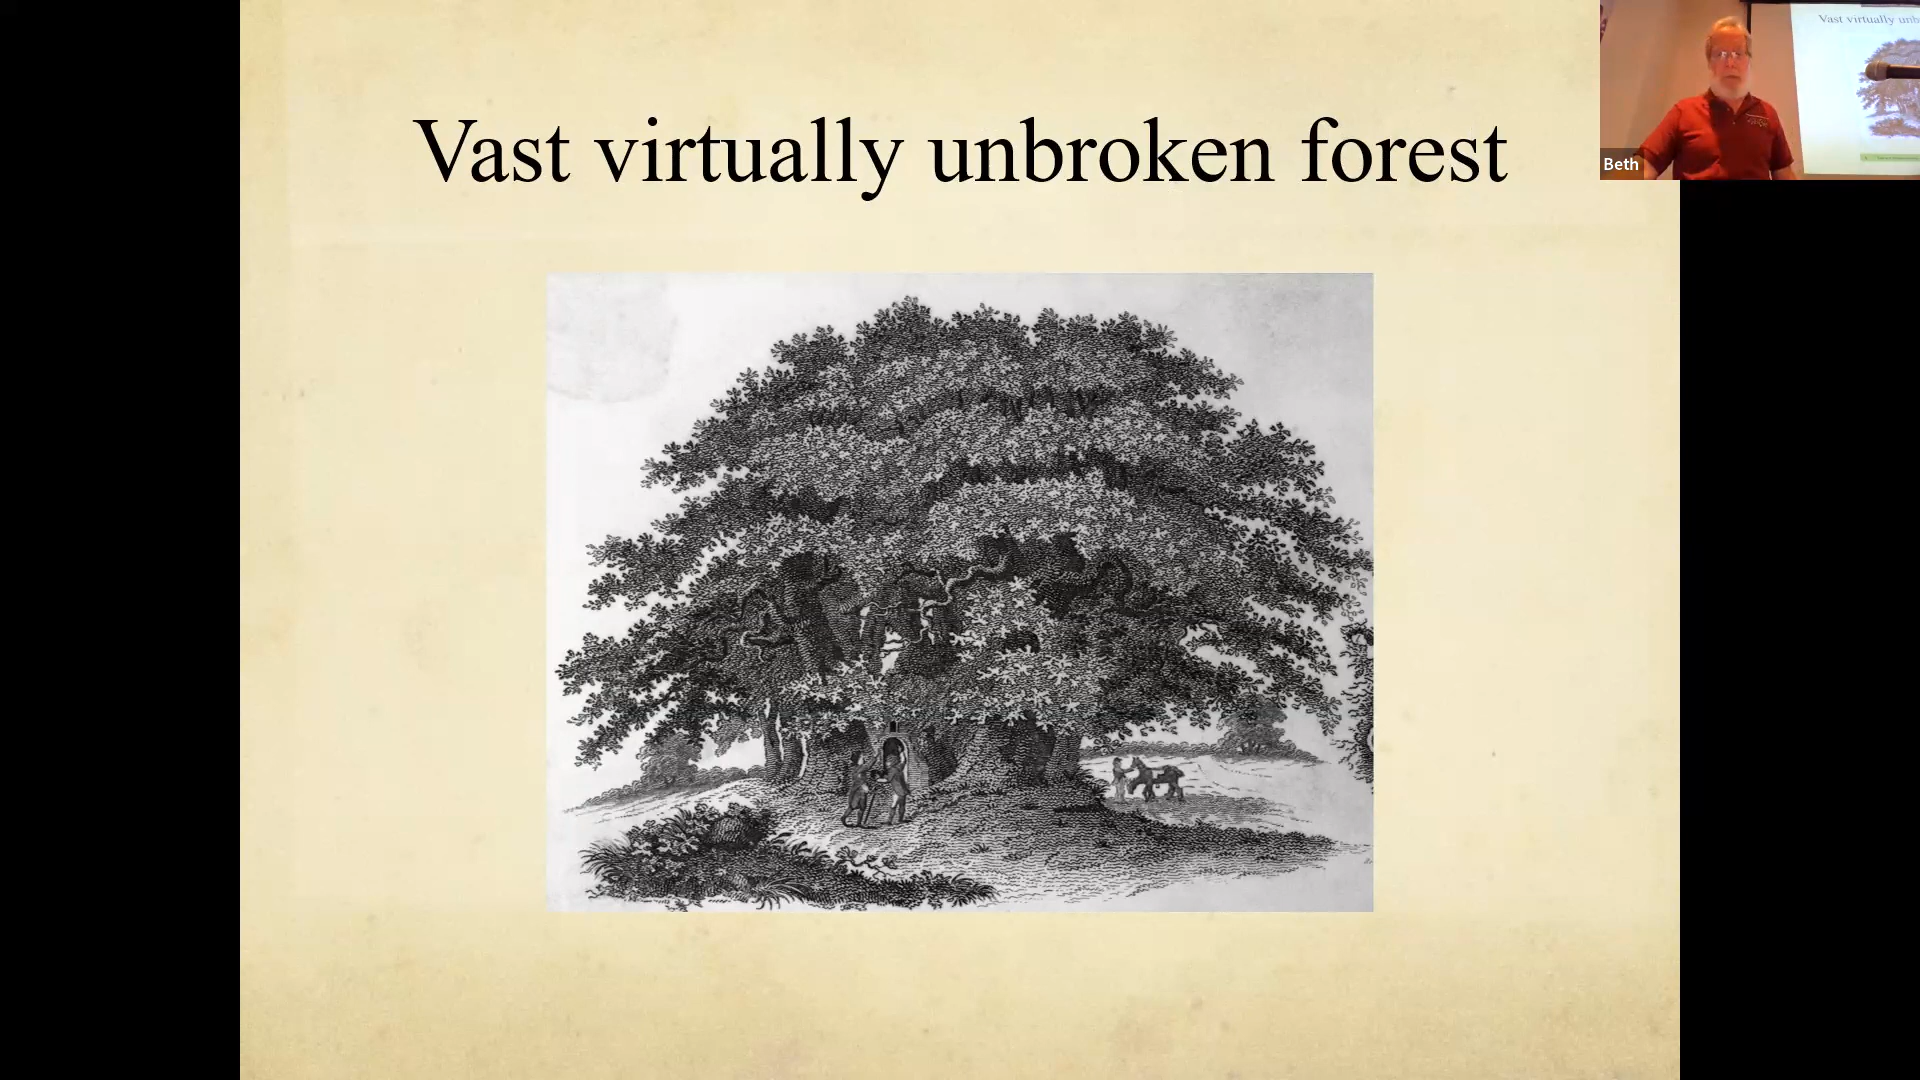 Vast virtually unbroken forest
Vast virtually unb
Beth